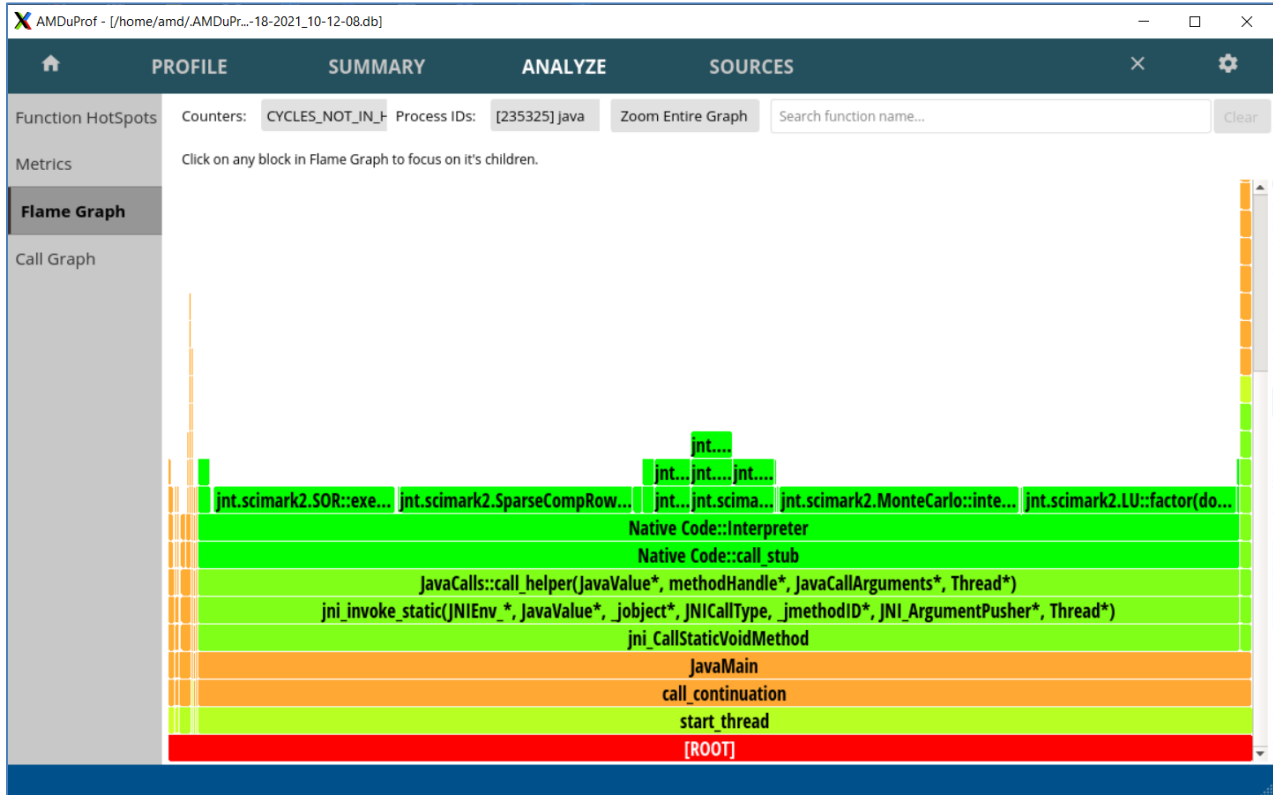 AMDuProf - [/home/amd/.AMDuPr...-18-2021_10-12-08.db]
PROFILE SUMMARY ANALYZE SOURCES
Function HotSpots
Metrics
Flame Graph
Call Graph
Counters: CYCLES_NOT_IN_H Process IDs: [235325] java Zoom Entire Graph Search function name... Clear
Click on any block in Flame Graph to focus on it's children.
jnt....
jnt... jnt.... jnt....
jnt.scimark2.SOR::exe... jnt.scimark2.SparseCompRow... jnt... jnt.scima... jnt.scimark2.MonteCarlo::inte... jnt.scimark2.LU::factor(do...
Native Code::Interpreter
Native Code::call_stub
JavaCalls::call_helper(JavaValue*, methodHandle*, JavaCallArguments*, Thread*)
jni_invoke_static(JNIEnv_*, JavaValue*, _jobject*, JNICallType, _jmethodID*, JNI_ArgumentPusher*, Thread*)
jni_CallStaticVoidMethod
JavaMain
call_continuation
start_thread
[ROOT]